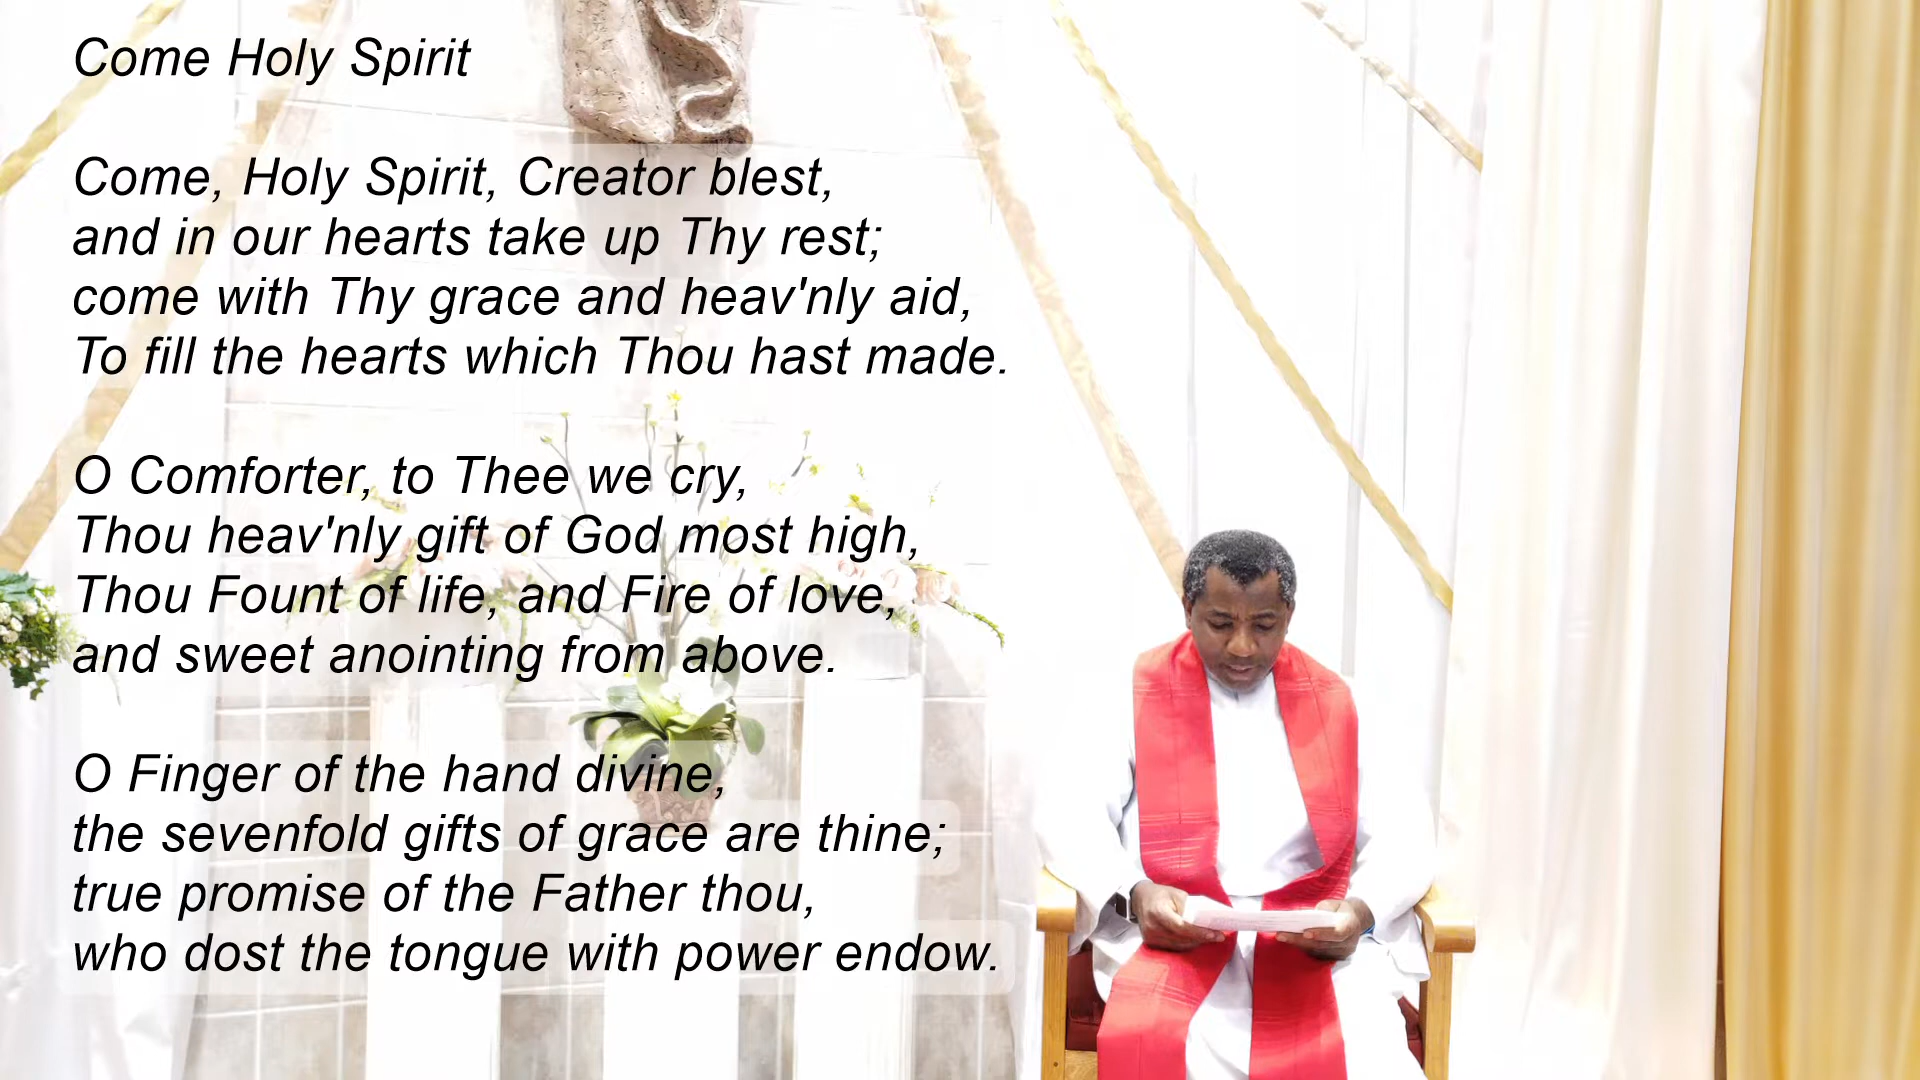 Come Holy Spirit
Come, Holy Spirit, Creator blest,
and in our hearts take up Thy rest;
come with Thy grace and heav'nly aid,
To fill the hearts which Thou hast made.
O Comforter, to Thee we cry,
Thou heav'nly gift of God most high,
Thou Fount of life, and Fire of love,
and sweet anointing from above.
O Finger of the hand divine,
the sevenfold gifts of grace are thine;
true promise of the Father thou,
who dost the tongue with power endow.